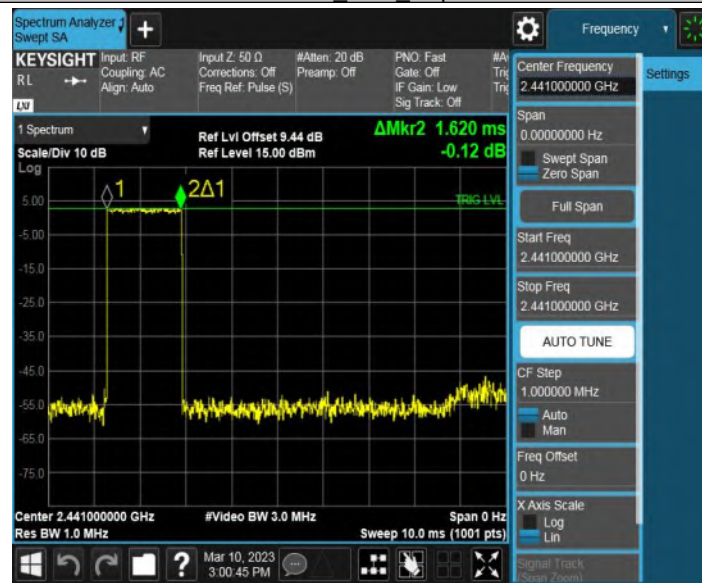 Spectrum Analyzer 1
Swept SA
+
Frequency
KEYSIGHT
RL
LXI
Input: RF
Coupling: AC
Align: Auto
Input Z: 50 Ω
Corrections: Off
Freq Ref: Pulse (S)
#Atten: 20 dB
Preamp: Off
PNO: Fast
Gate: Off
IF Gain: Low
Sig Track: Off
#A
Trig
Trig
1 Spectrum
Scale/Div 10 dB
Log
Ref Lvl Offset 9.44 dB
Ref Level 15.00 dBm
ΔMkr2 1.620 ms
-0.12 dB
1
2Δ1
TRIG LVL
5.00
-5.00
-15.0
-25.0
-35.0
-45.0
-55.0
-65.0
-75.0
Center 2.441000000 GHz
Res BW 1.0 MHz
#Video BW 3.0 MHz
Span 0 Hz
Sweep 10.0 ms (1001 pts)
?
Mar 10, 2023
3:00:45 PM
Center Frequency
2.441000000 GHz
Settings
Span
0.00000000 Hz
Swept Span
Zero Span
Full Span
Start Freq
2.441000000 GHz
Stop Freq
2.441000000 GHz
AUTO TUNE
CF Step
1.000000 MHz
Auto
Man
Freq Offset
0 Hz
X Axis Scale
Log
Lin
Signal Track
(Span Zoom)